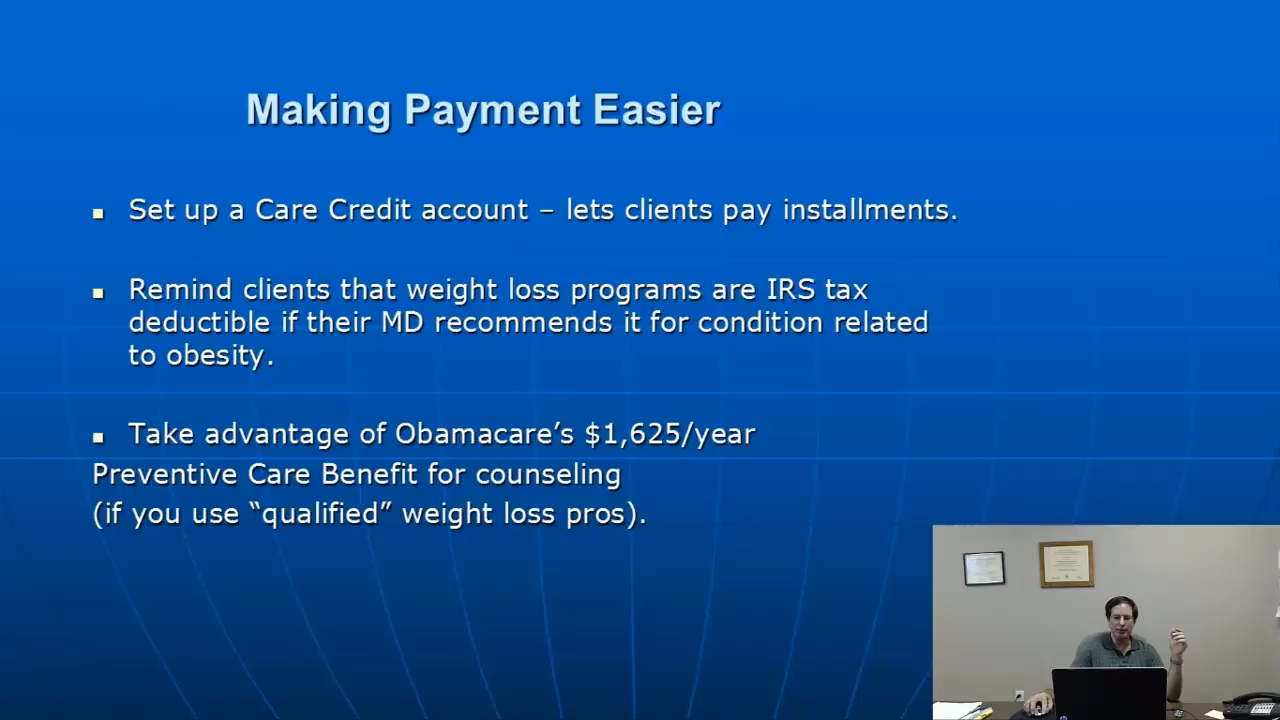 Making Payment Easier
Set up a Care Credit account – lets clients pay installments.
Remind clients that weight loss programs are IRS tax
deductible if their MD recommends it for condition related
to obesity.
Take advantage of Obamacare’s $1,625/year
Preventive Care Benefit for counseling
(if you use “qualified” weight loss pros).